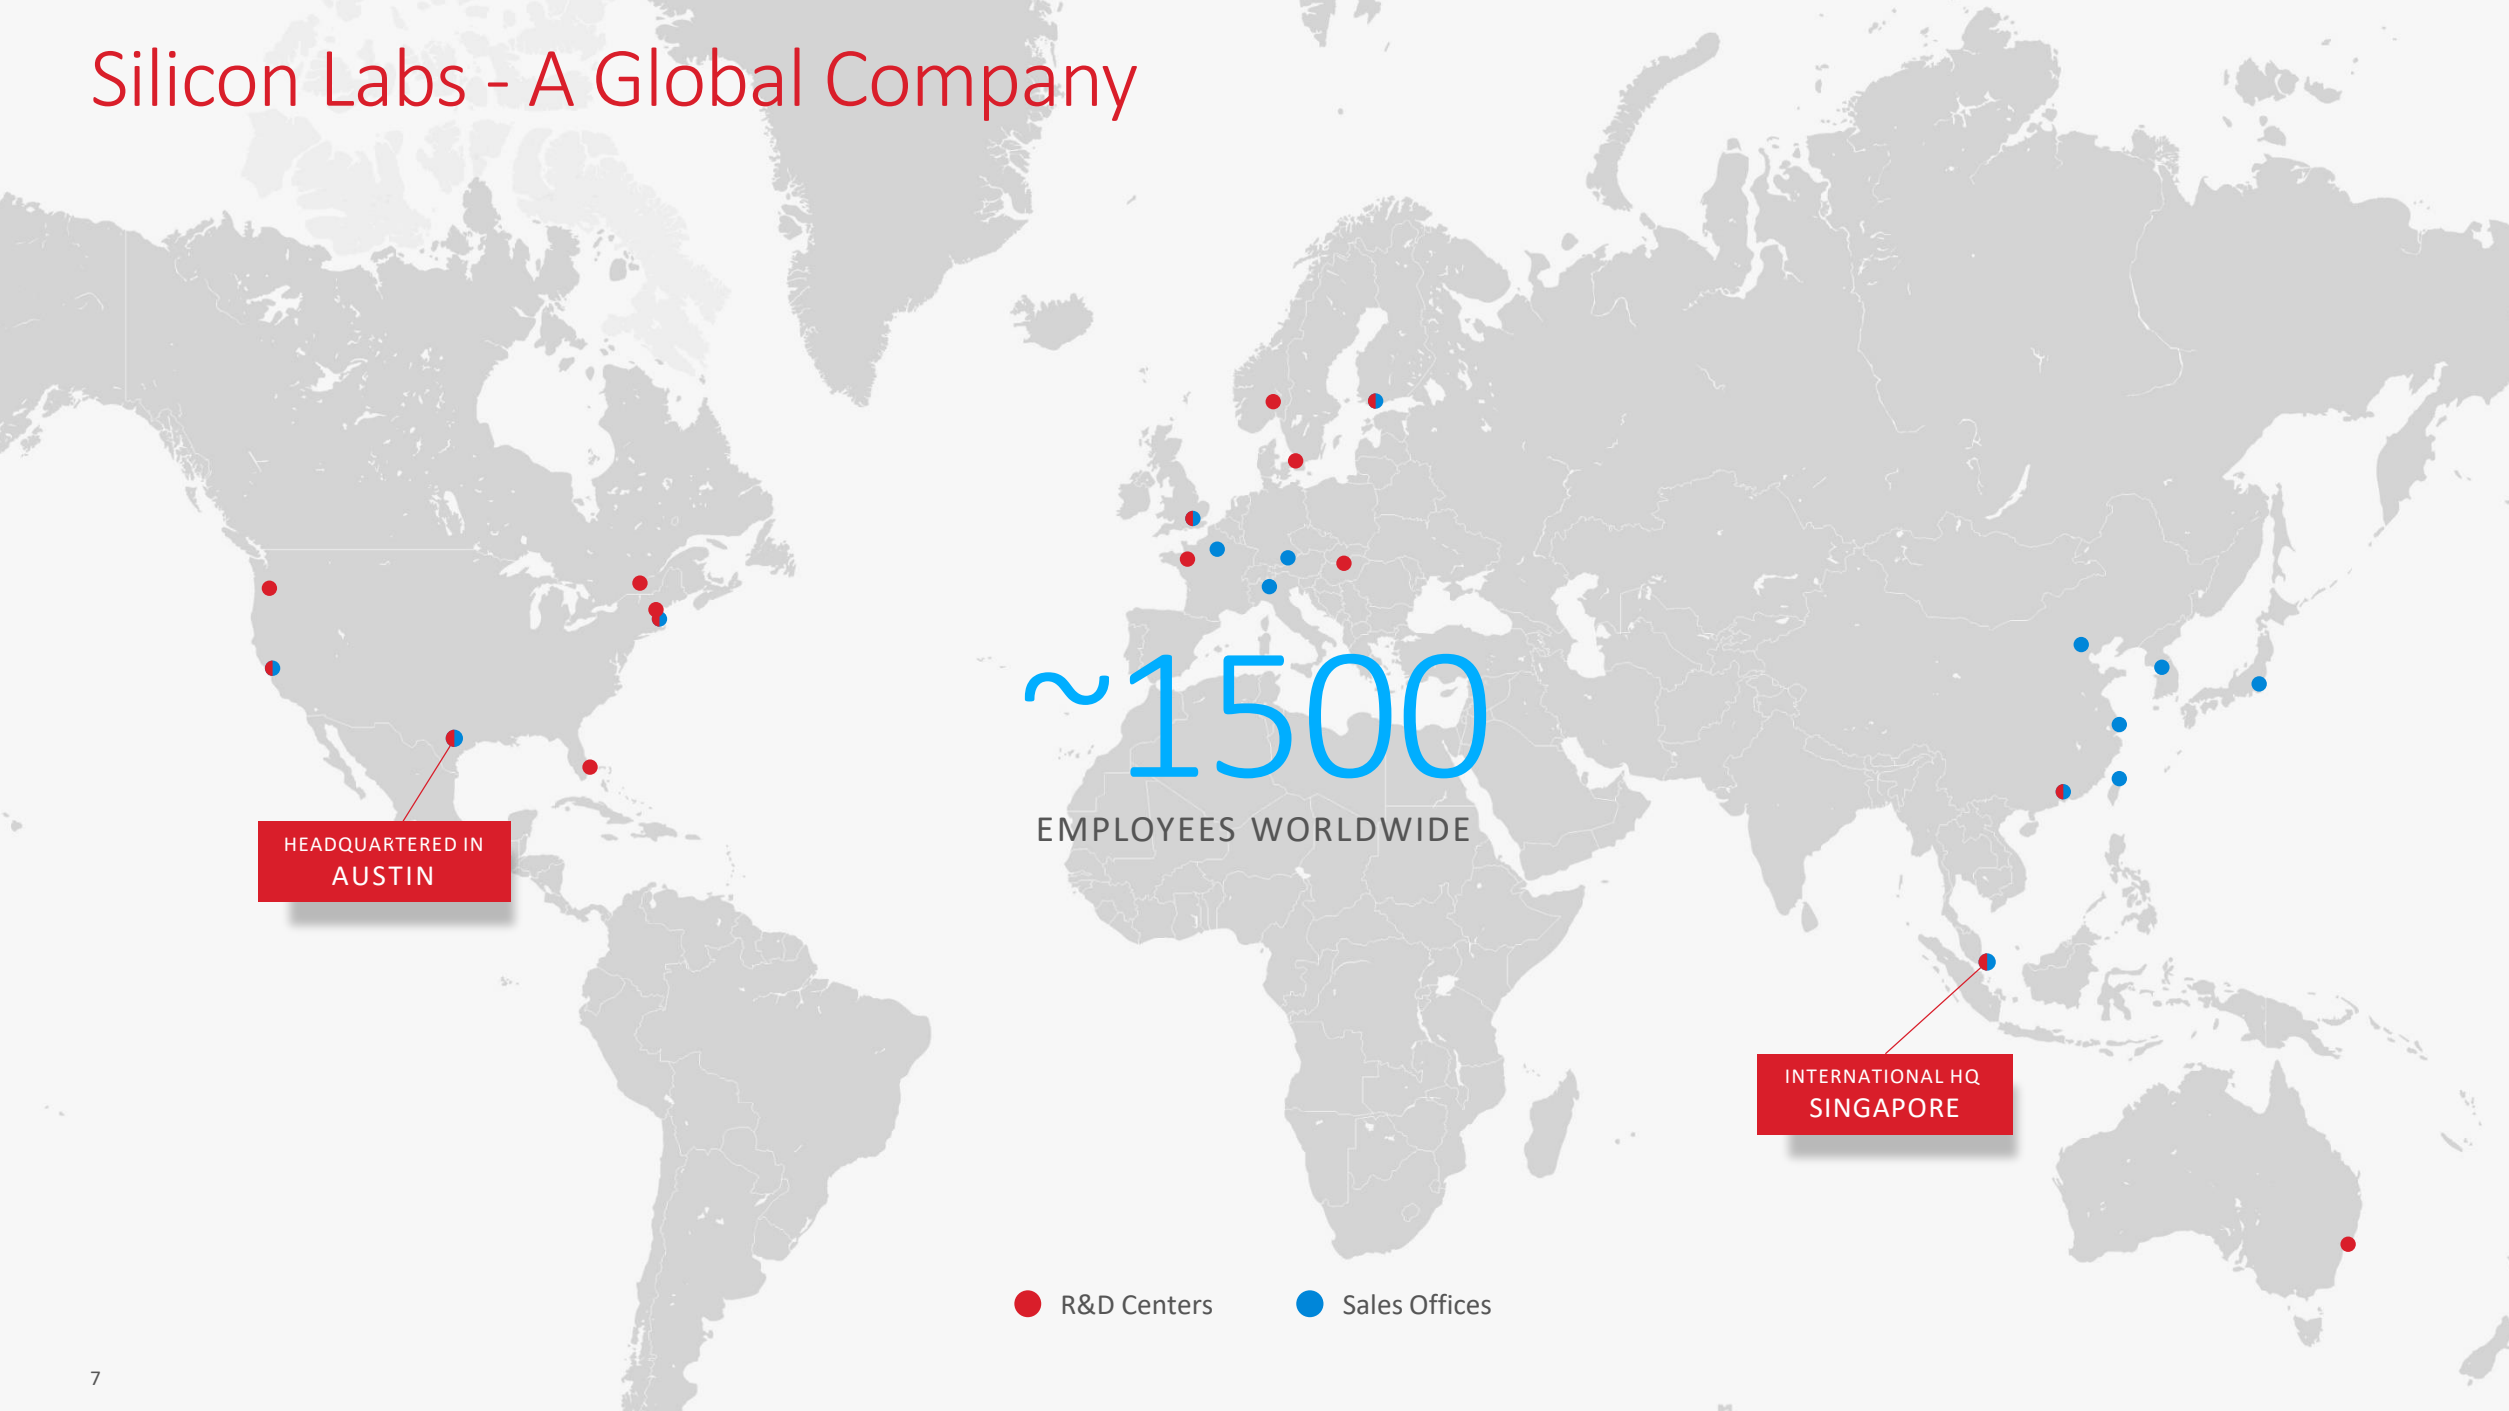 Silicon Labs - A Global Company
~1500
EMPLOYEES WORLDWIDE
HEADQUARTERED IN
AUSTIN
INTERNATIONAL HQ
SINGAPORE
R&D Centers
Sales Offices
7